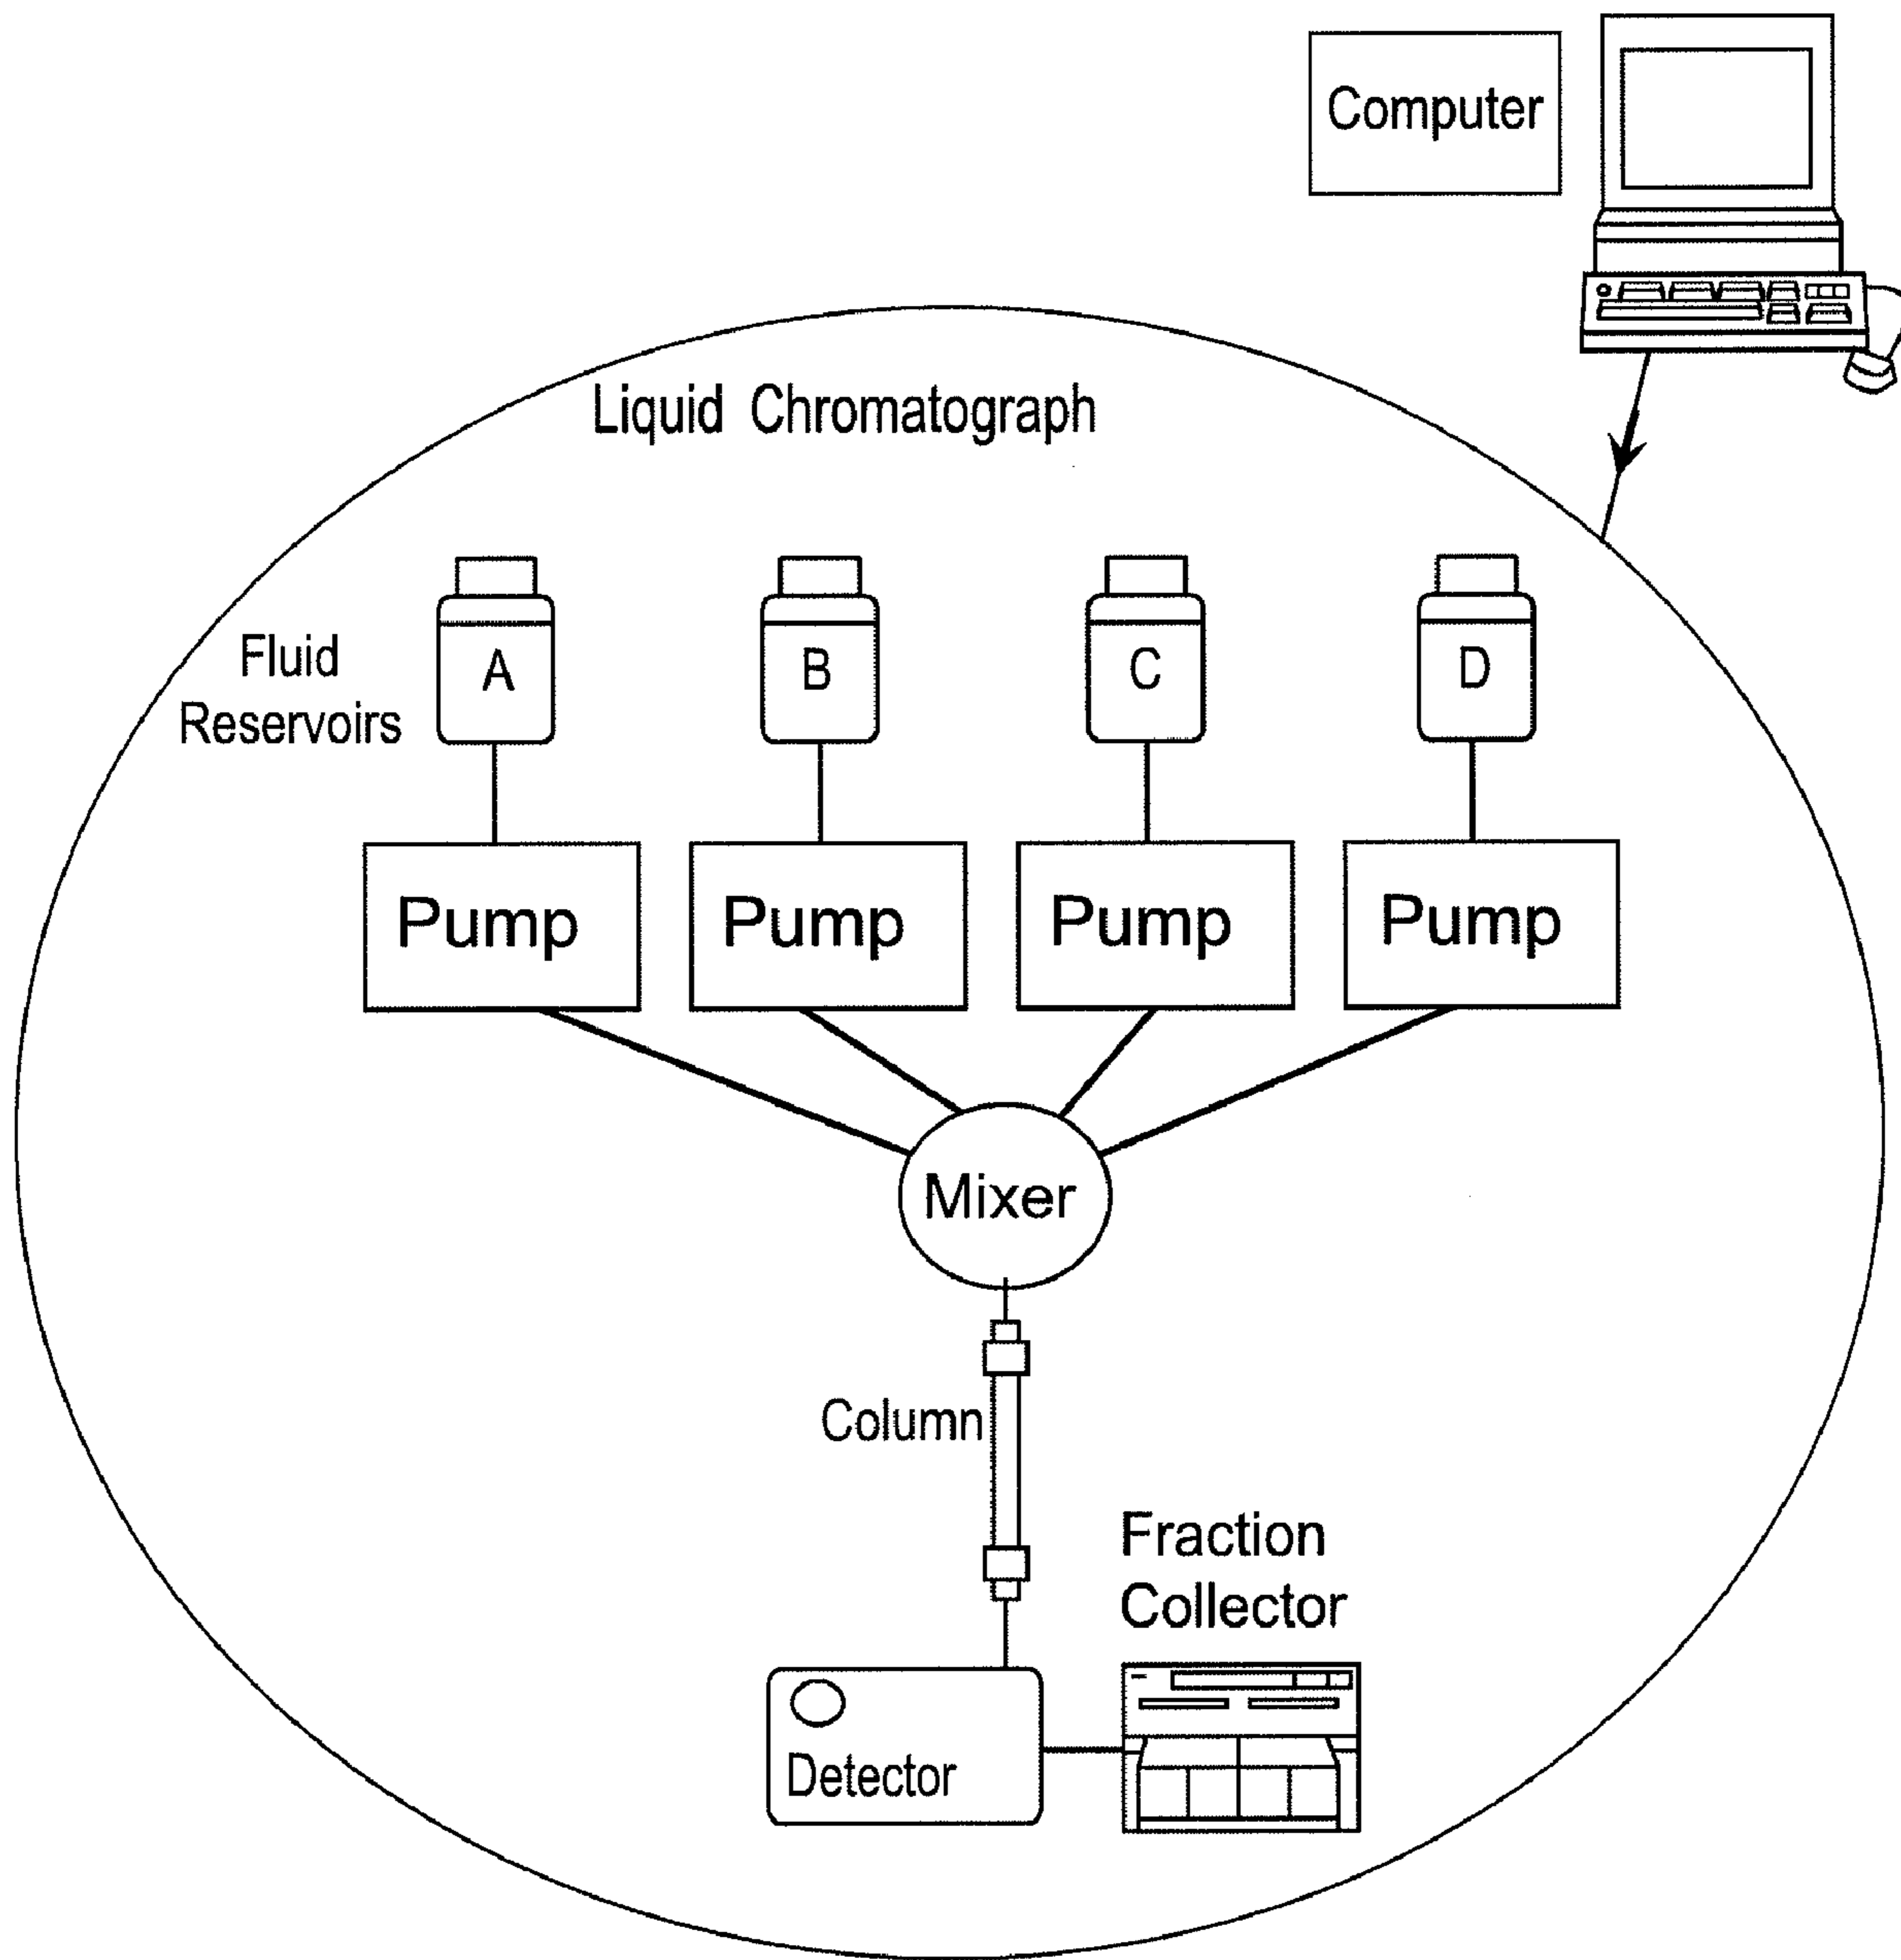 Computer
Liquid Chromatograph
Fluid
Reservoirs
A
B
C
D
Pump
Pump
Pump
Pump
Mixer
Column
Fraction
Collector
Detector